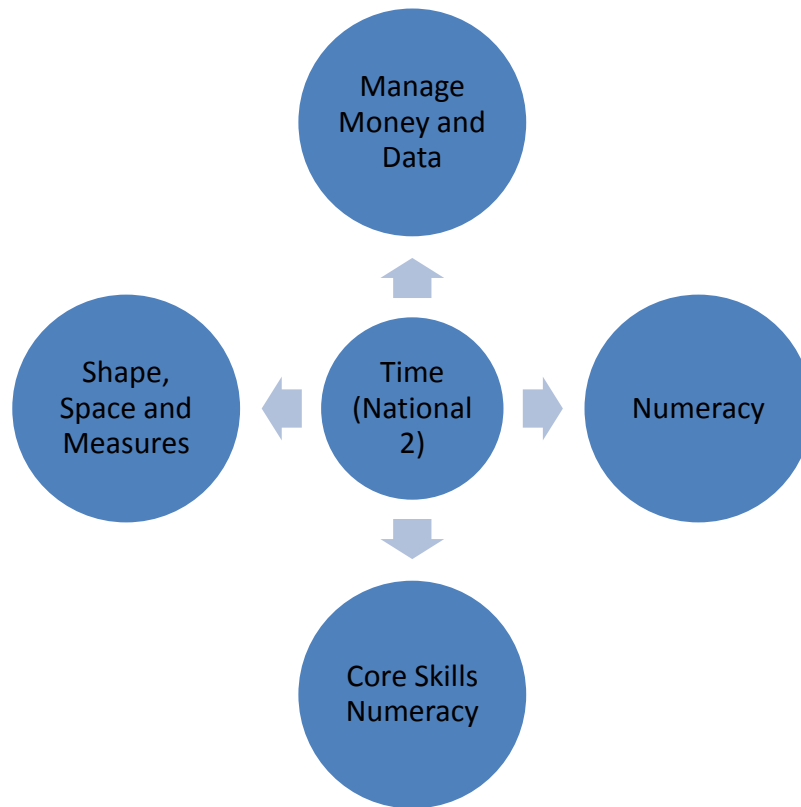 Manage
Money and
Data
Shape,
Space and
Measures
Time
(National
2)
Numeracy
Core Skills
Numeracy